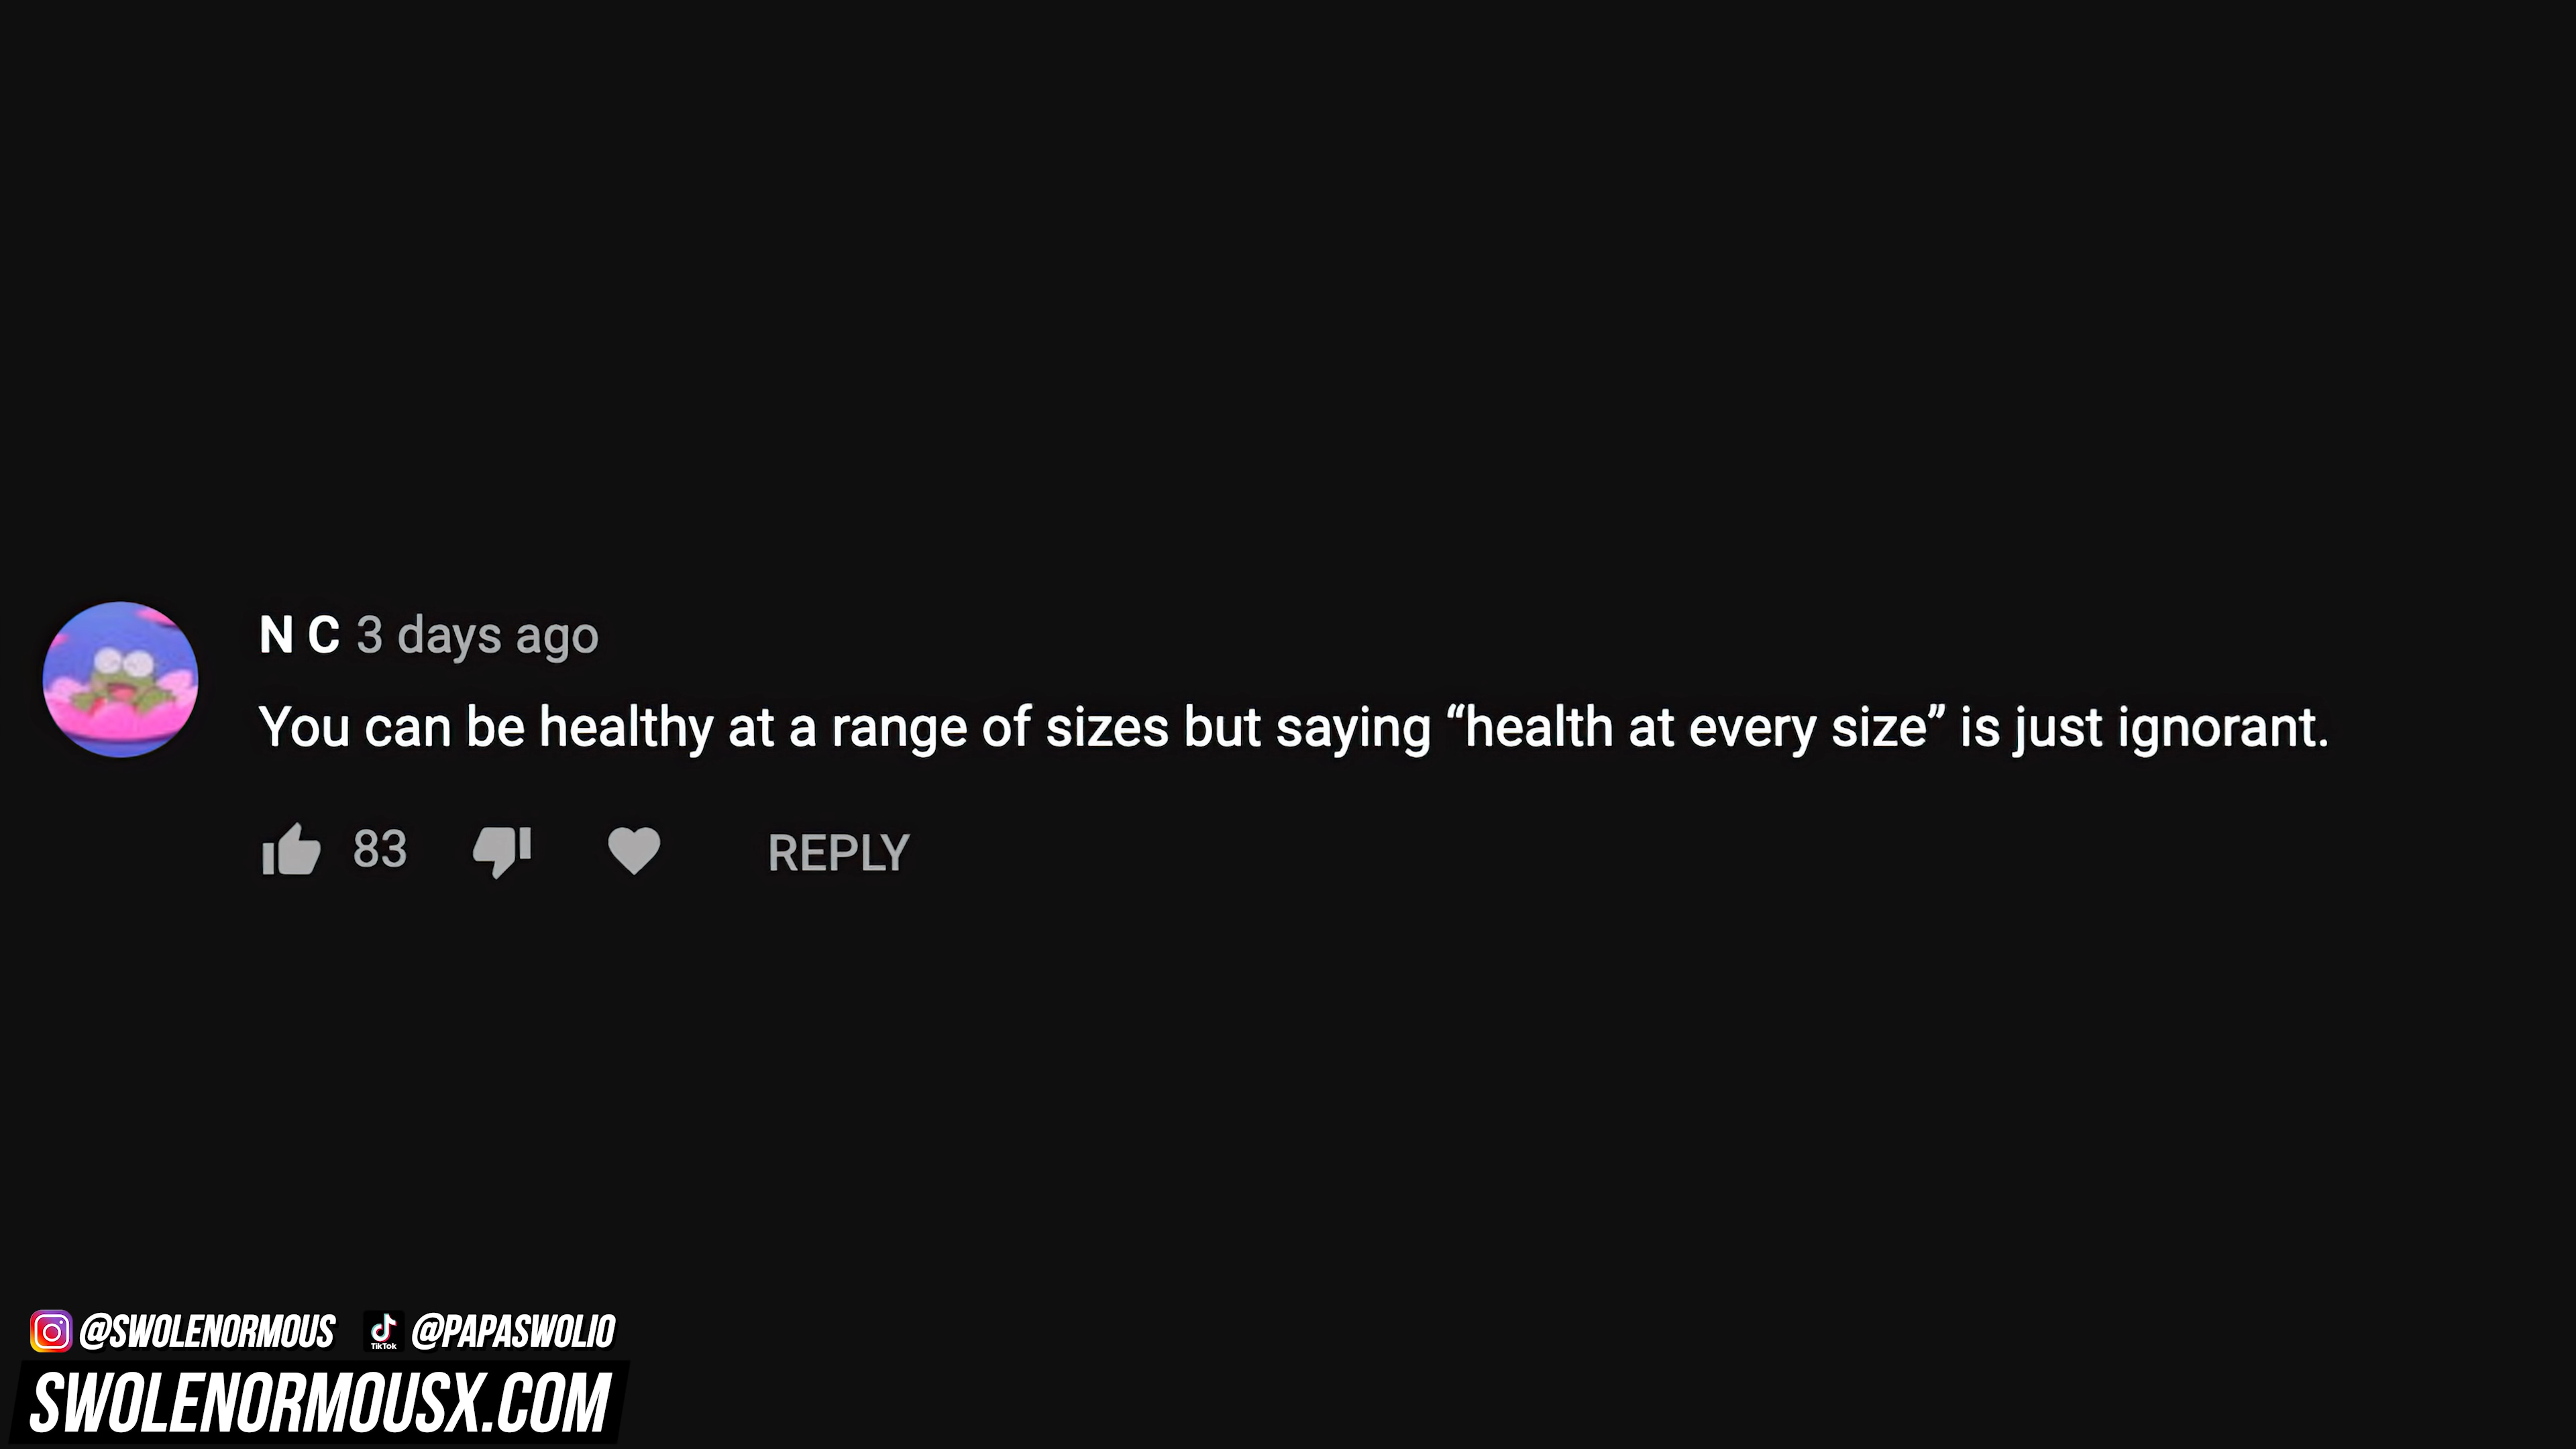 N C 3 days ago
You can be healthy at a range of sizes but saying “health at every size” is just ignorant.
83 REPLY
@SWOLENORMOUS TikTok @PAPASWOLIO
SWOLENORMOUSX.COM